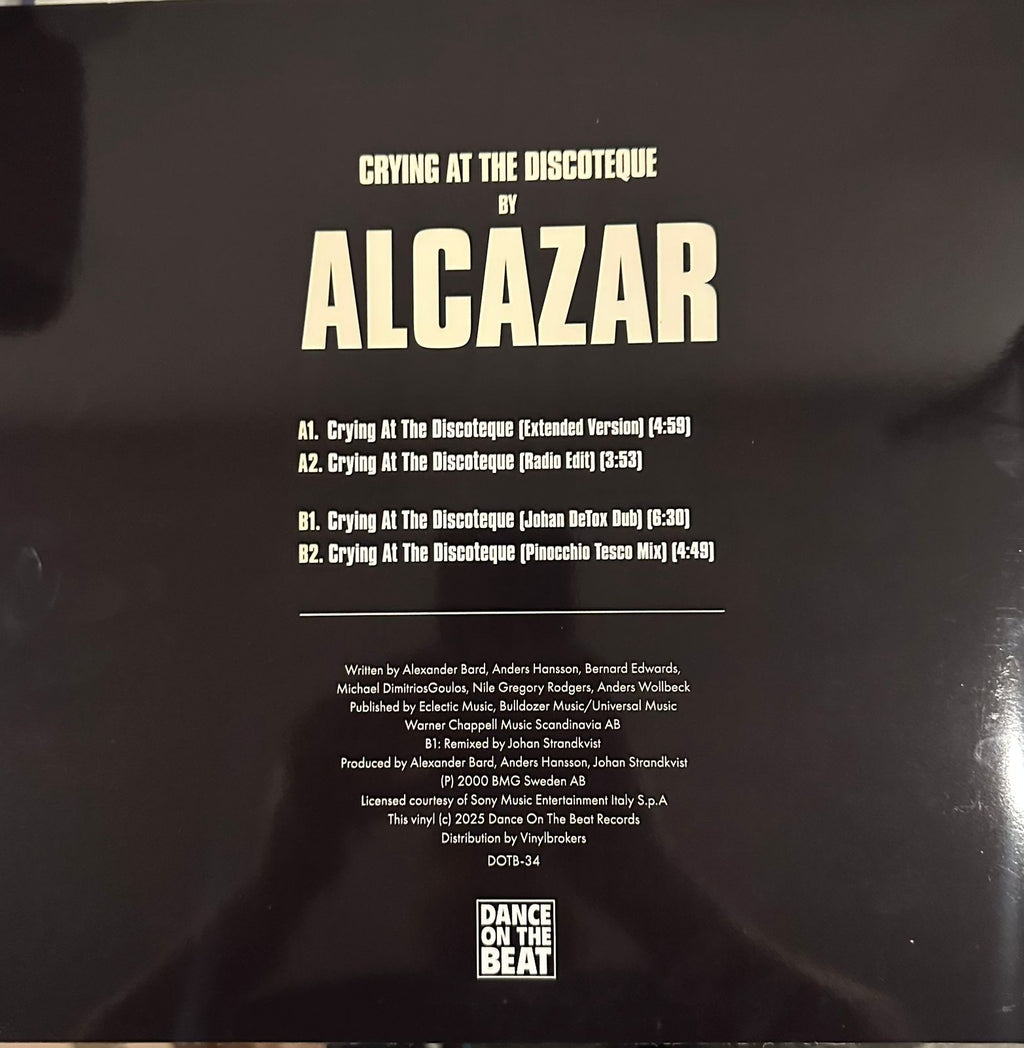 CRYING AT THE DISCOTEQUE
BY
ALCAZAR
A1. Crying At The Discoteque (Extended Version) (4:59)
A2. Crying At The Discoteque (Radio Edit) (3:53)
B1. Crying At The Discoteque (Johan DeTox Dub) (6:30)
B2. Crying At The Discoteque (Pinocchio Tesco Mix) (4:49)
Written by Alexander Bard, Anders Hansson, Bernard Edwards,
Michael DimitriosGoulos, Nile Gregory Rodgers, Anders Wollbeck
Published by Eclectic Music, Bulldozer Music/Universal Music
Warner Chappell Music Scandinavia AB
B1: Remixed by Johan Strandkvist
Produced by Alexander Bard, Anders Hansson, Johan Strandkvist
(P) 2000 BMG Sweden AB
Licensed courtesy of Sony Music Entertainment Italy S.p.A
This vinyl (c) 2025 Dance On The Beat Records
Distribution by Vinylbrokers
DOTB-34
DANCE
ON THE
BEAT